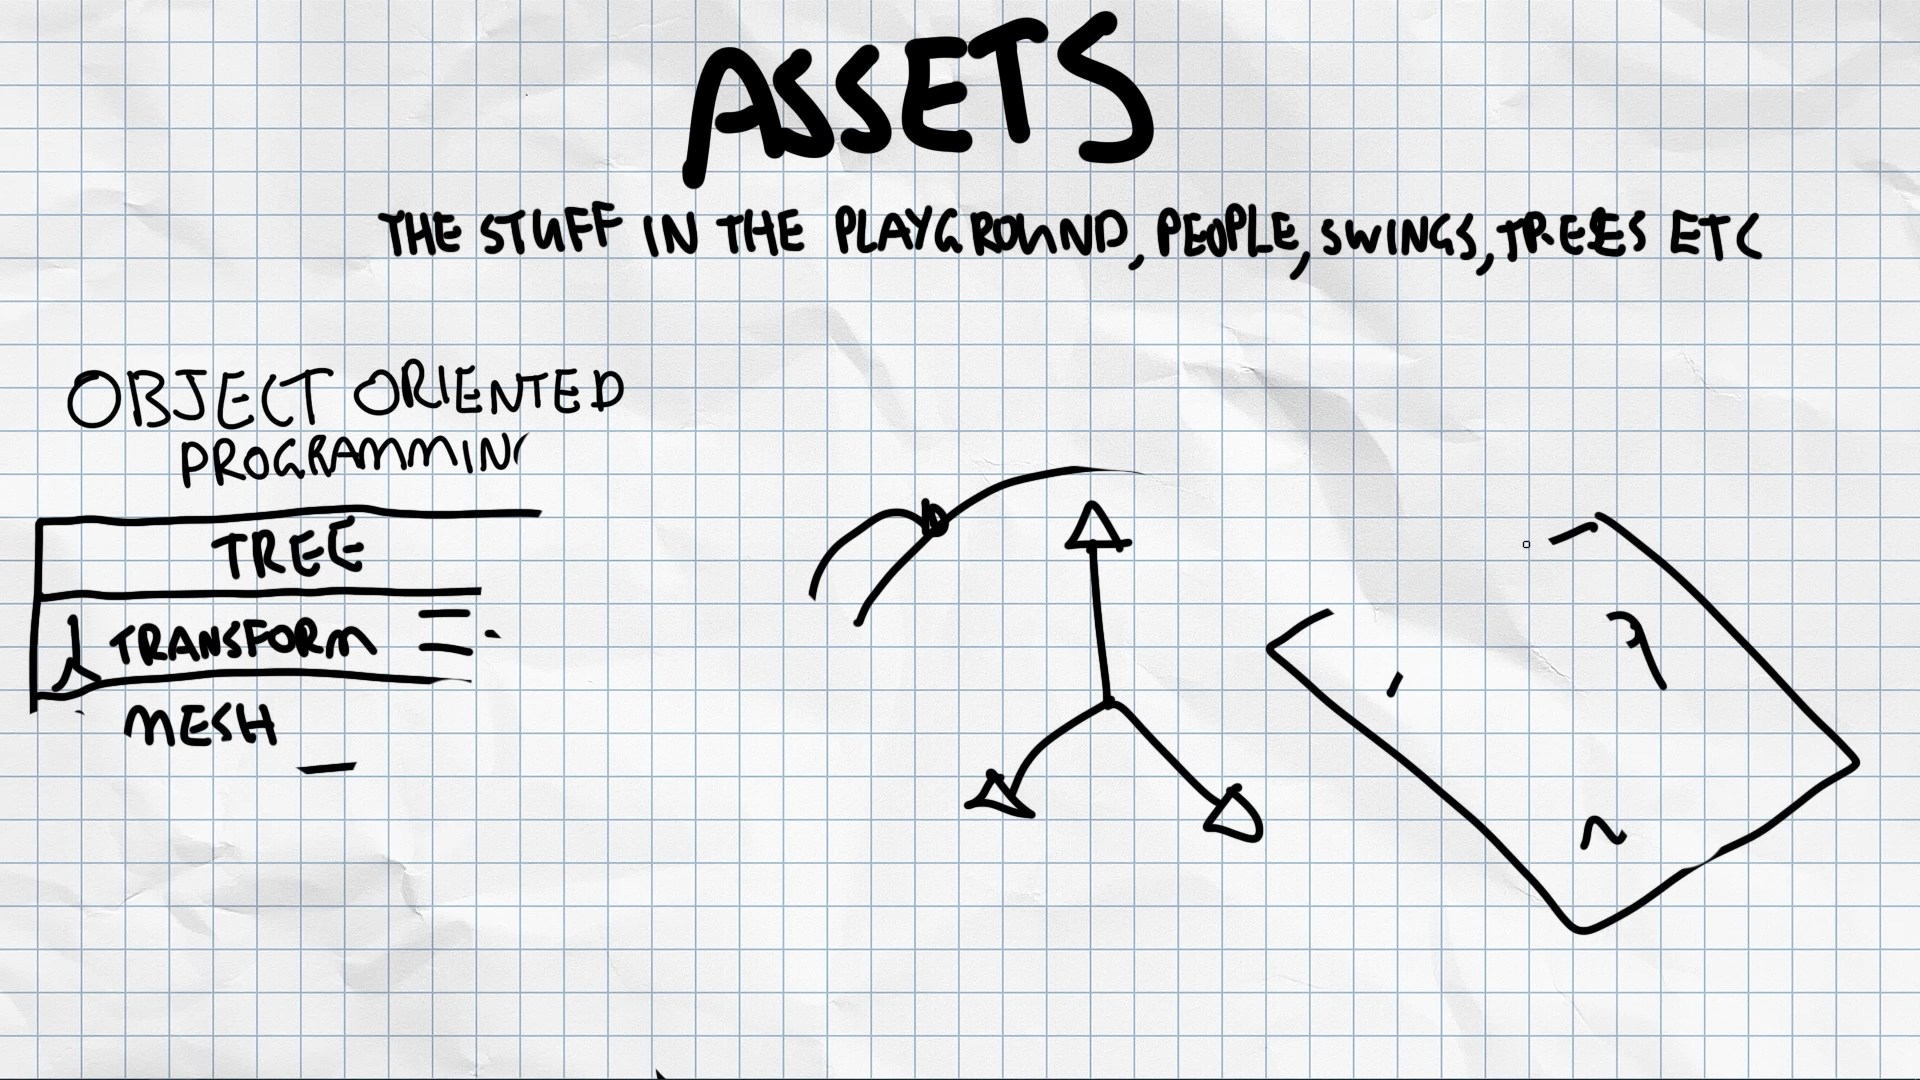 ASSETS
THE STUFF IN THE PLAYGROUND, PEOPLE, SWINGS, TREES ETC
OBJECT ORIENTED
PROGRAMMIN
TREE
TRANSFORM
MESH